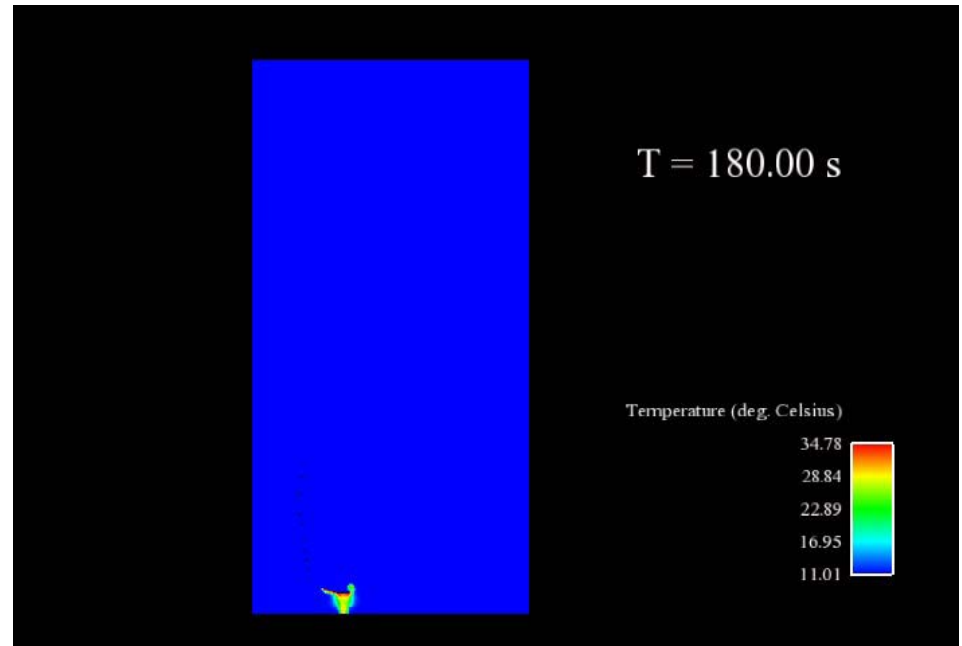 T = 180.00 s
Temperature (deg. Celsius)
34.78
28.84
22.89
16.95
11.01